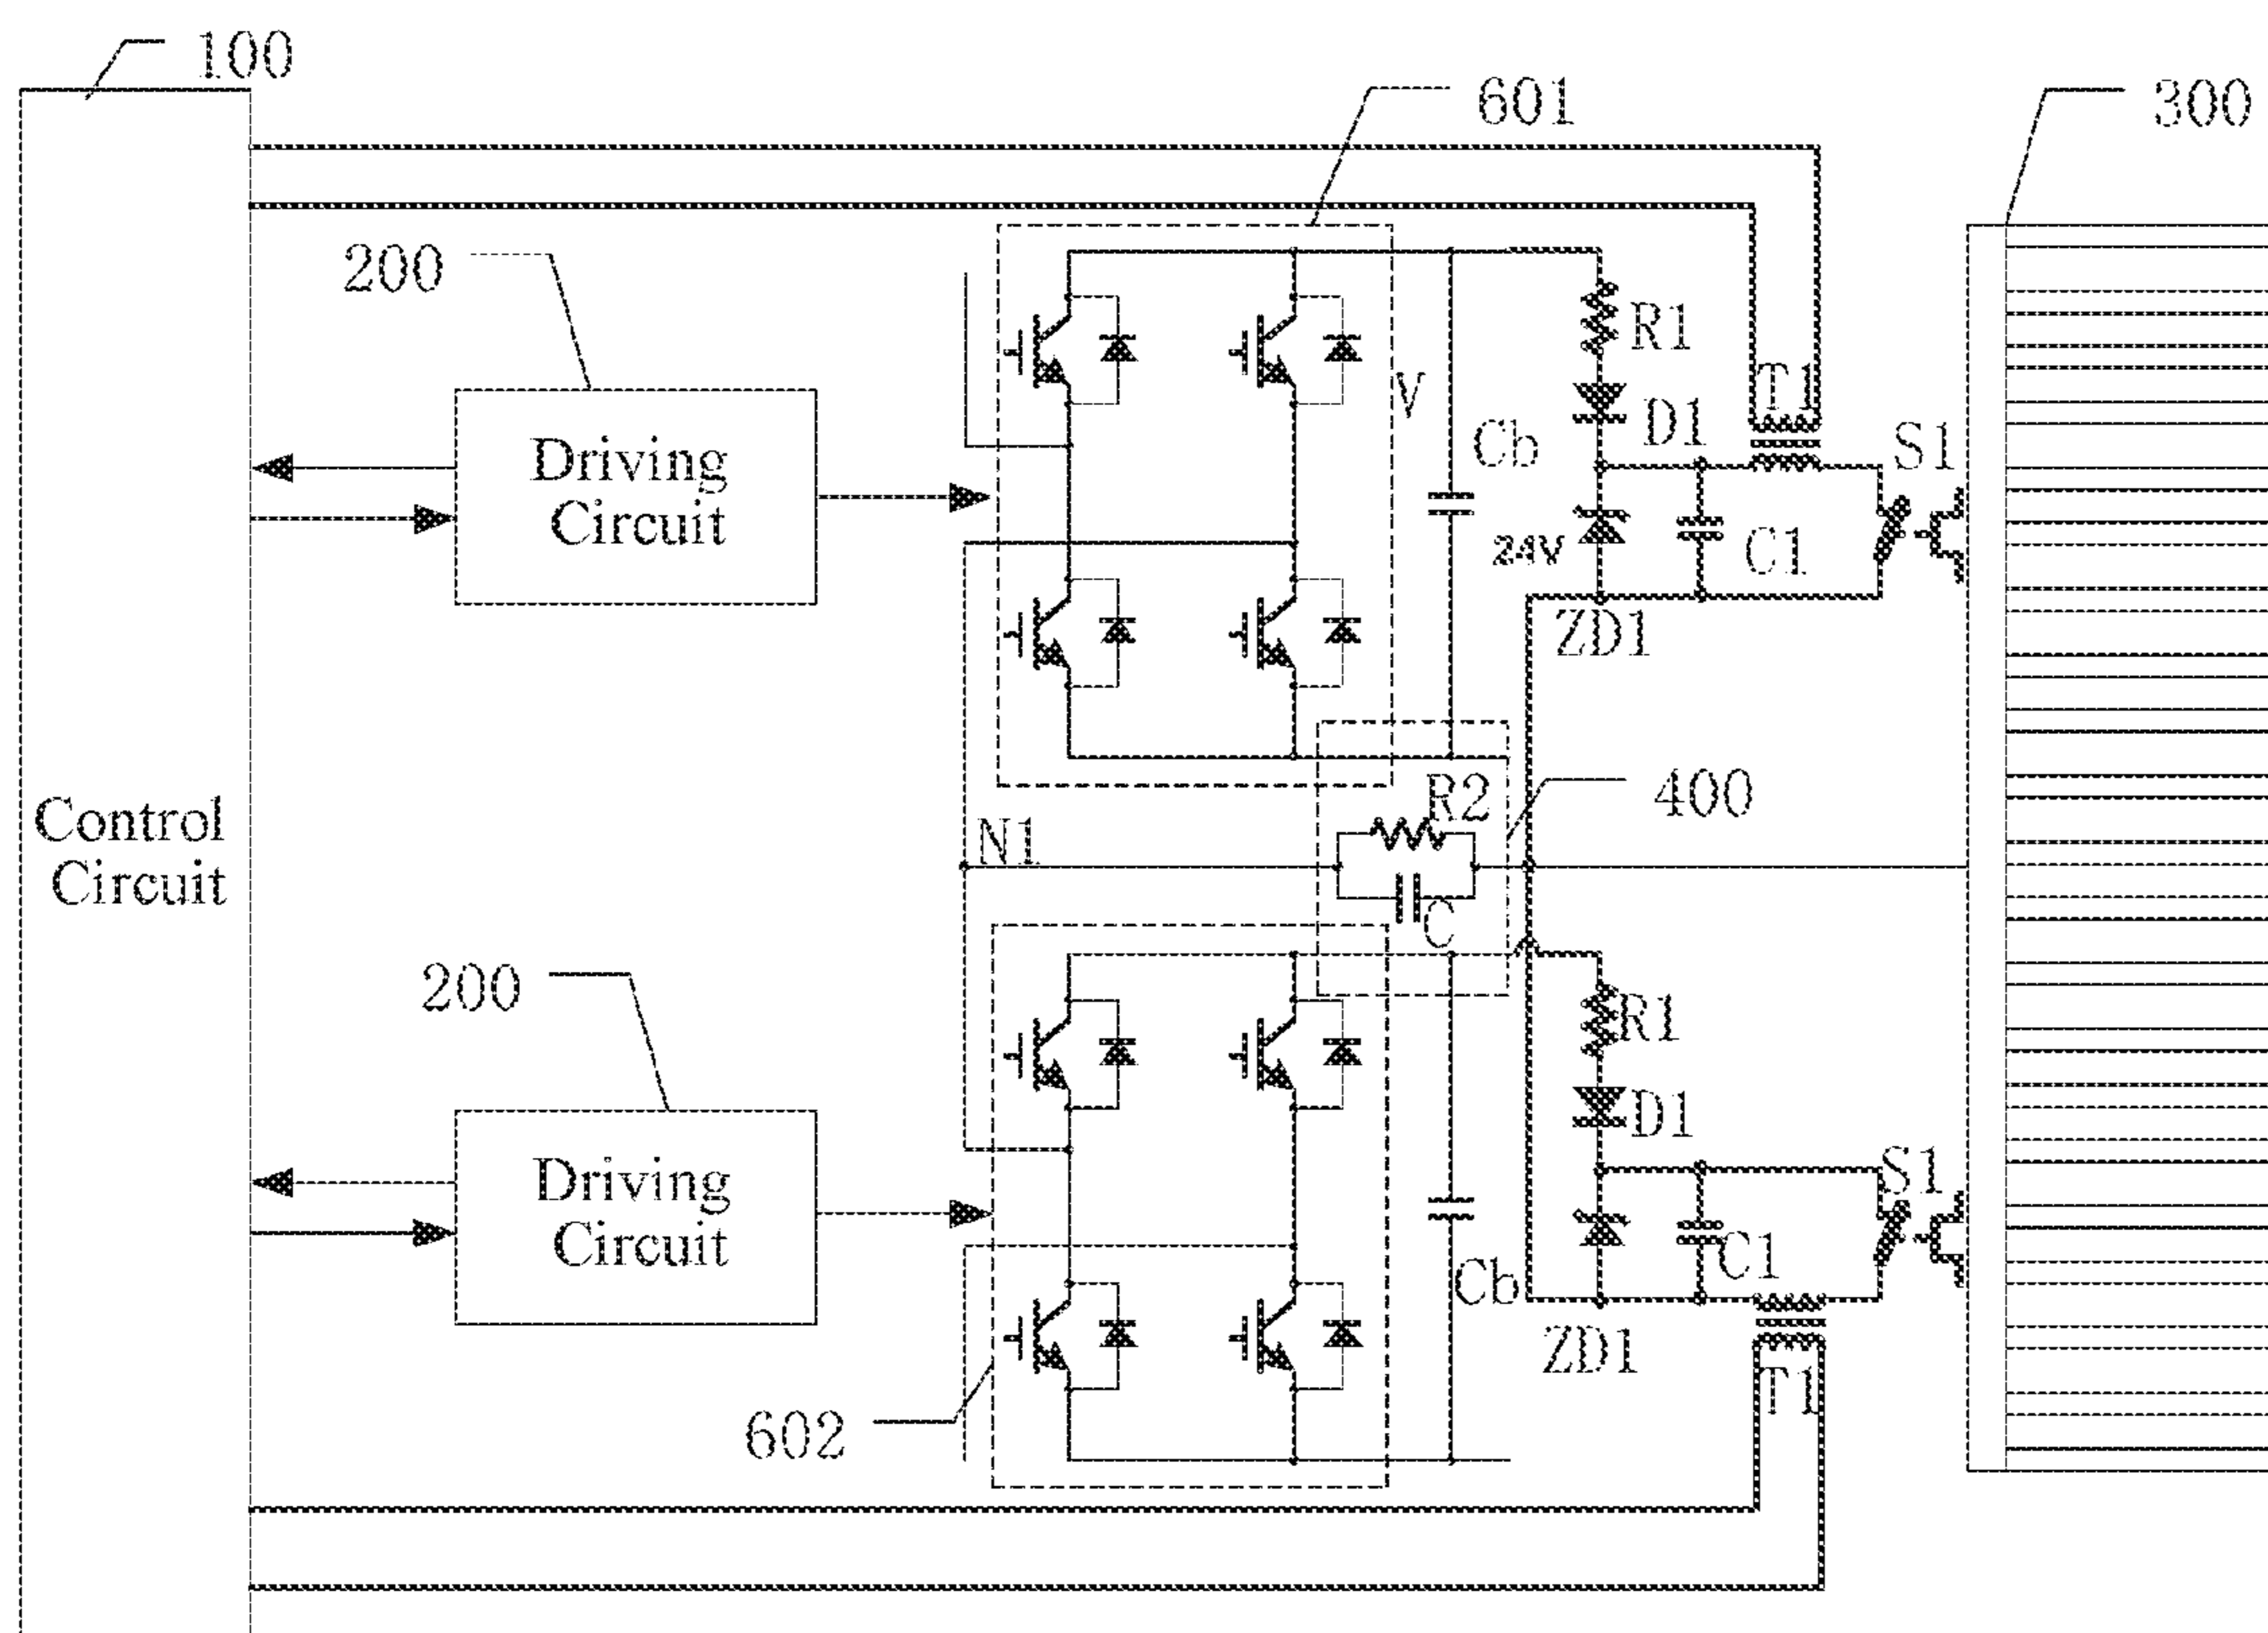 100
601
300
200
R1
T1
V
D1
Driving
Circuit
Cb
S1
24V
C1
ZD1
Control
Circuit
R2
400
N1
C
200
R1
D1
Driving
Circuit
S1
C1
Cb
ZD1
T1
602